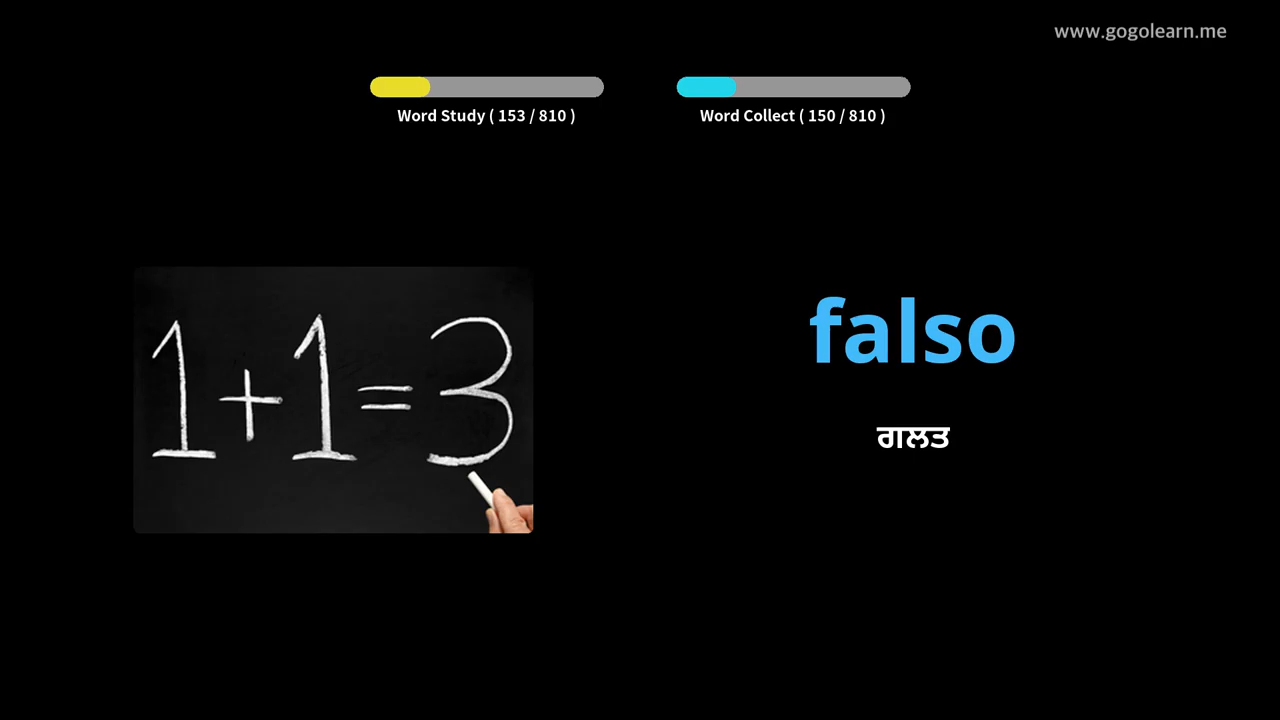 www.gogolearn.me
Word Study ( 153 / 810 )
Word Collect ( 150 / 810 )
1+1=3
falso
ਗਲਤ